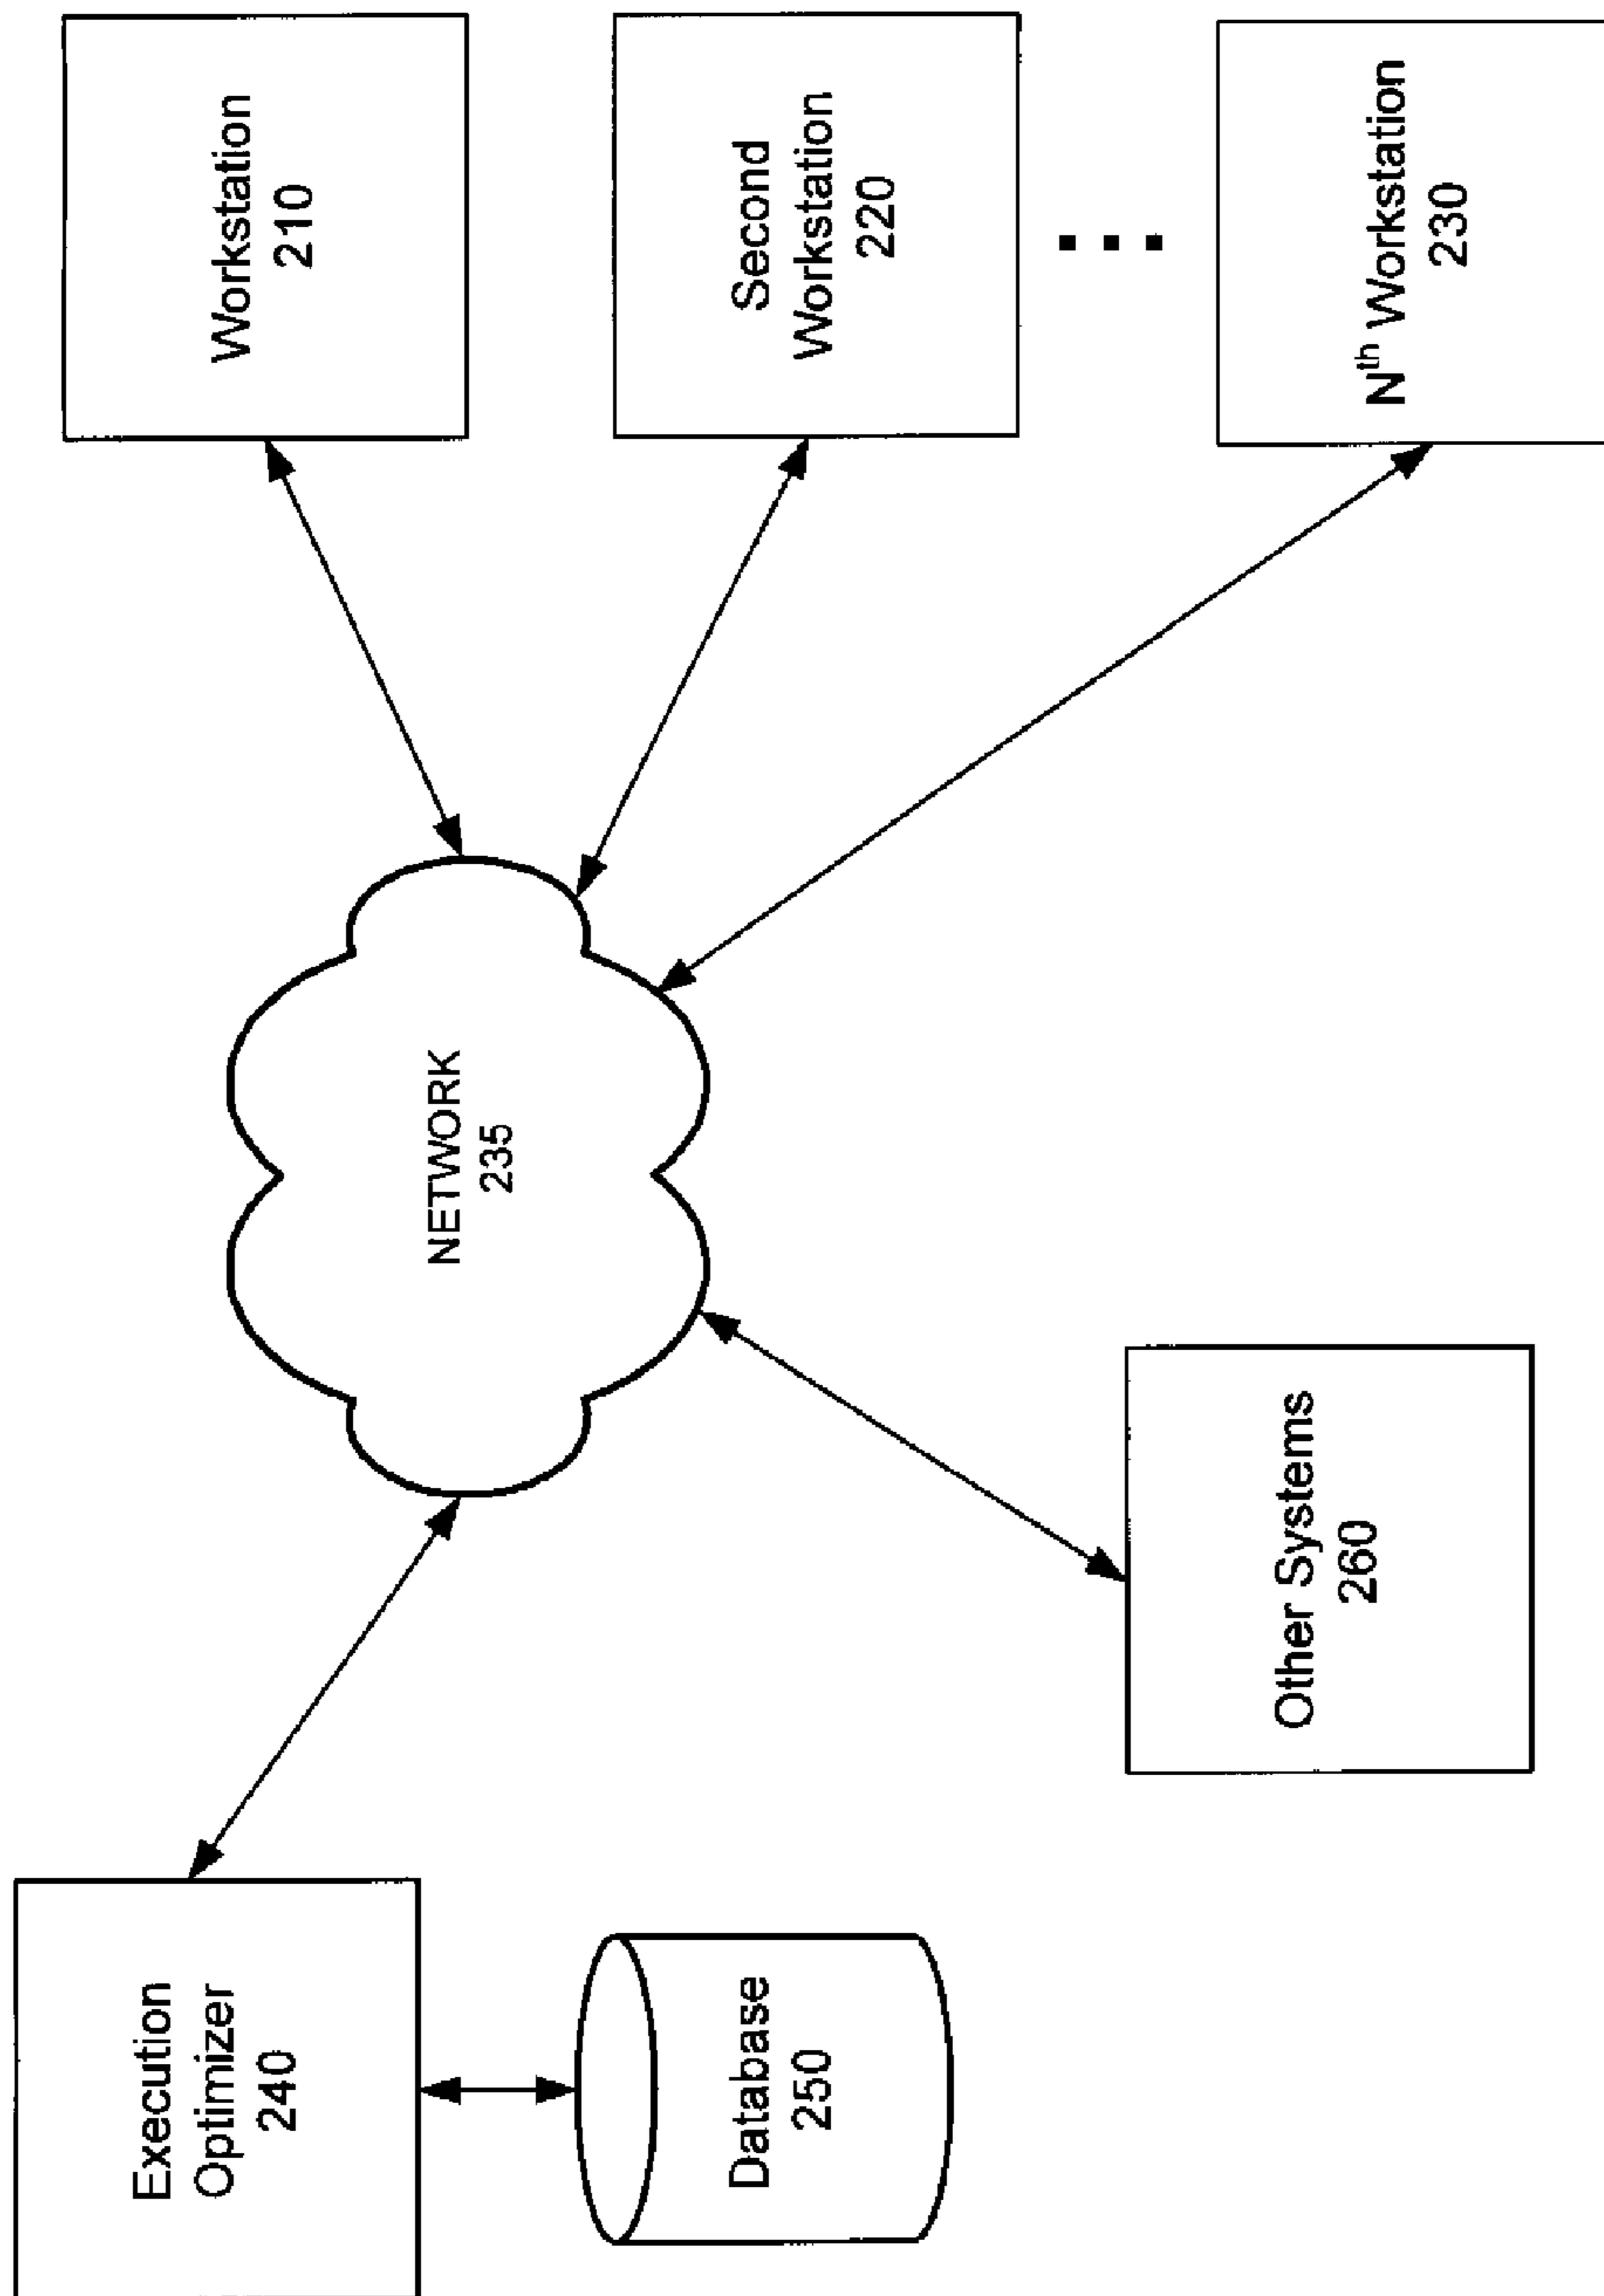 Execution
Optimizer
240
Database
250
NETWORK
235
Other Systems
260
Workstation
210
Second
Workstation
220
Nth Workstation
230